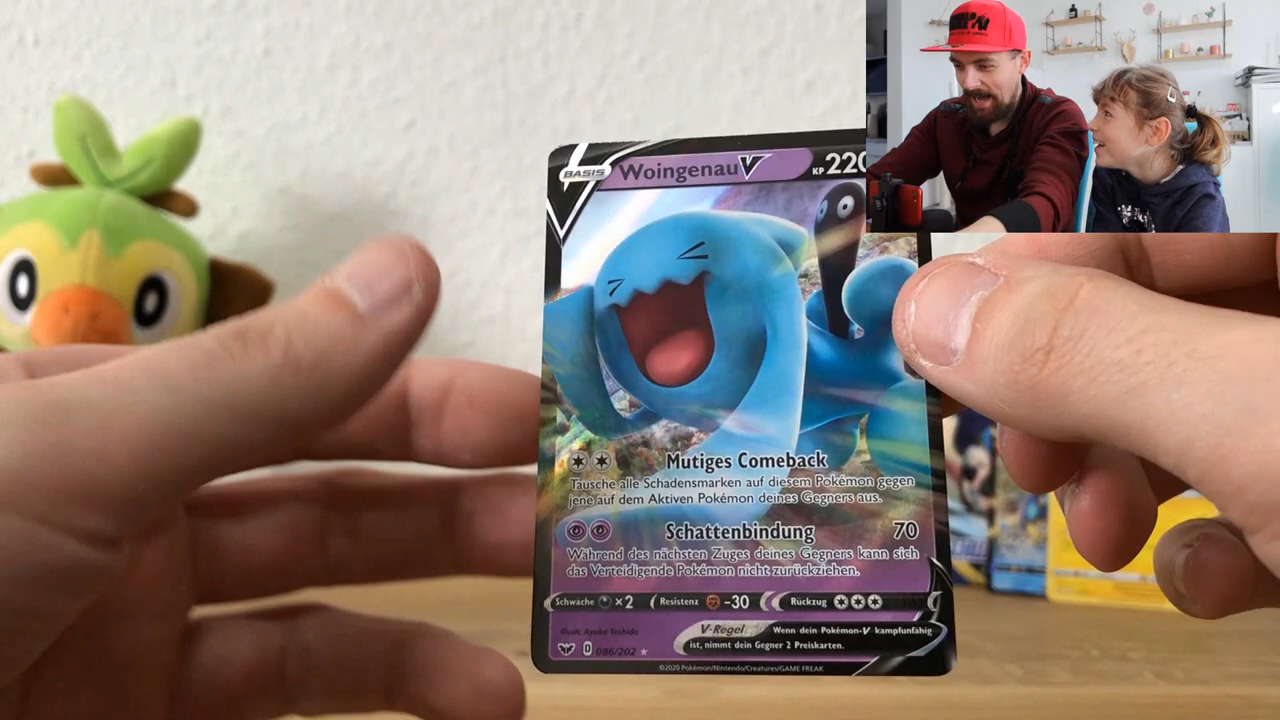 BASIS Woingenau V KP 220
Mutiges Comeback
Tausche alle Schadensmarken auf diesem Pokémon gegen
jene auf dem Aktiven Pokémon deines Gegners aus.
Schattenbindung 70
Während des nächsten Zuges deines Gegners kann sich
das Verteidigende Pokémon nicht zurückziehen.
Schwäche ×2 Resistenz -30 Rückzug
V-Regel Wenn dein Pokémon-V kampfunfähig
ist, nimmt dein Gegner 2 Preiskarten.
Illus. Ayaka Yoshida
D 086/202
©2020 Pokémon/Nintendo/Creatures/GAME FREAK